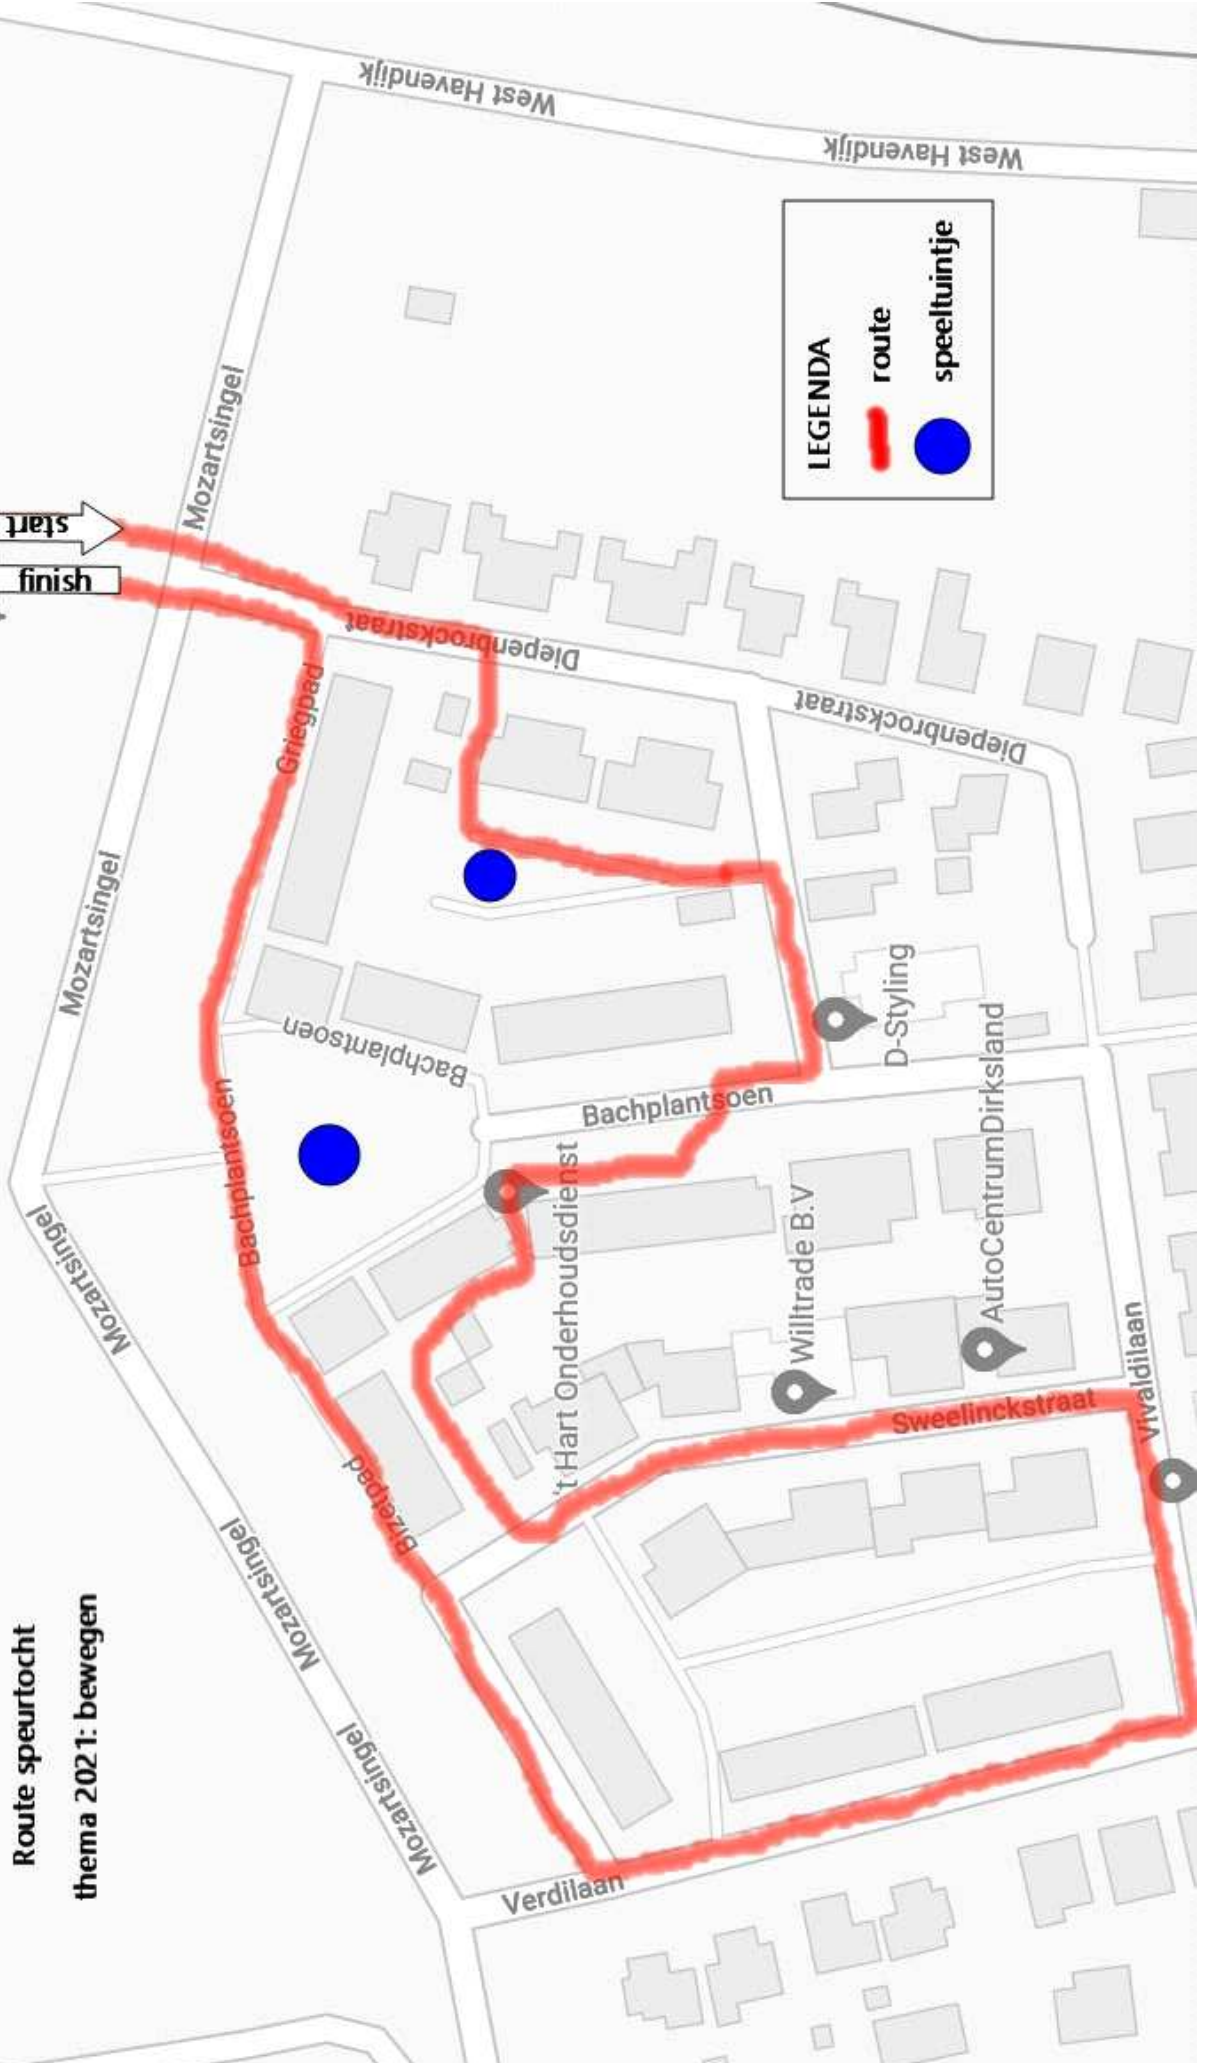 Route speurtocht
thema 2021: bewegen
start
finish
West Havendijk
West Havendijk
Mozartsingel
Mozartsingel
Mozartsingel
Mozartsingel
Mozartsingel
Diepenbrockstraat
Diepenbrockstraat
Griegpad
Bachplantsoen
Bachplantsoen
Bachplantsoen
Bizetpad
Verdilaan
Sweelinckstraat
Vivaldilaan
D-Styling
AutoCentrumDirksland
Willtrade B.V
't Hart Onderhoudsdienst
LEGENDA
route
speeltuintje